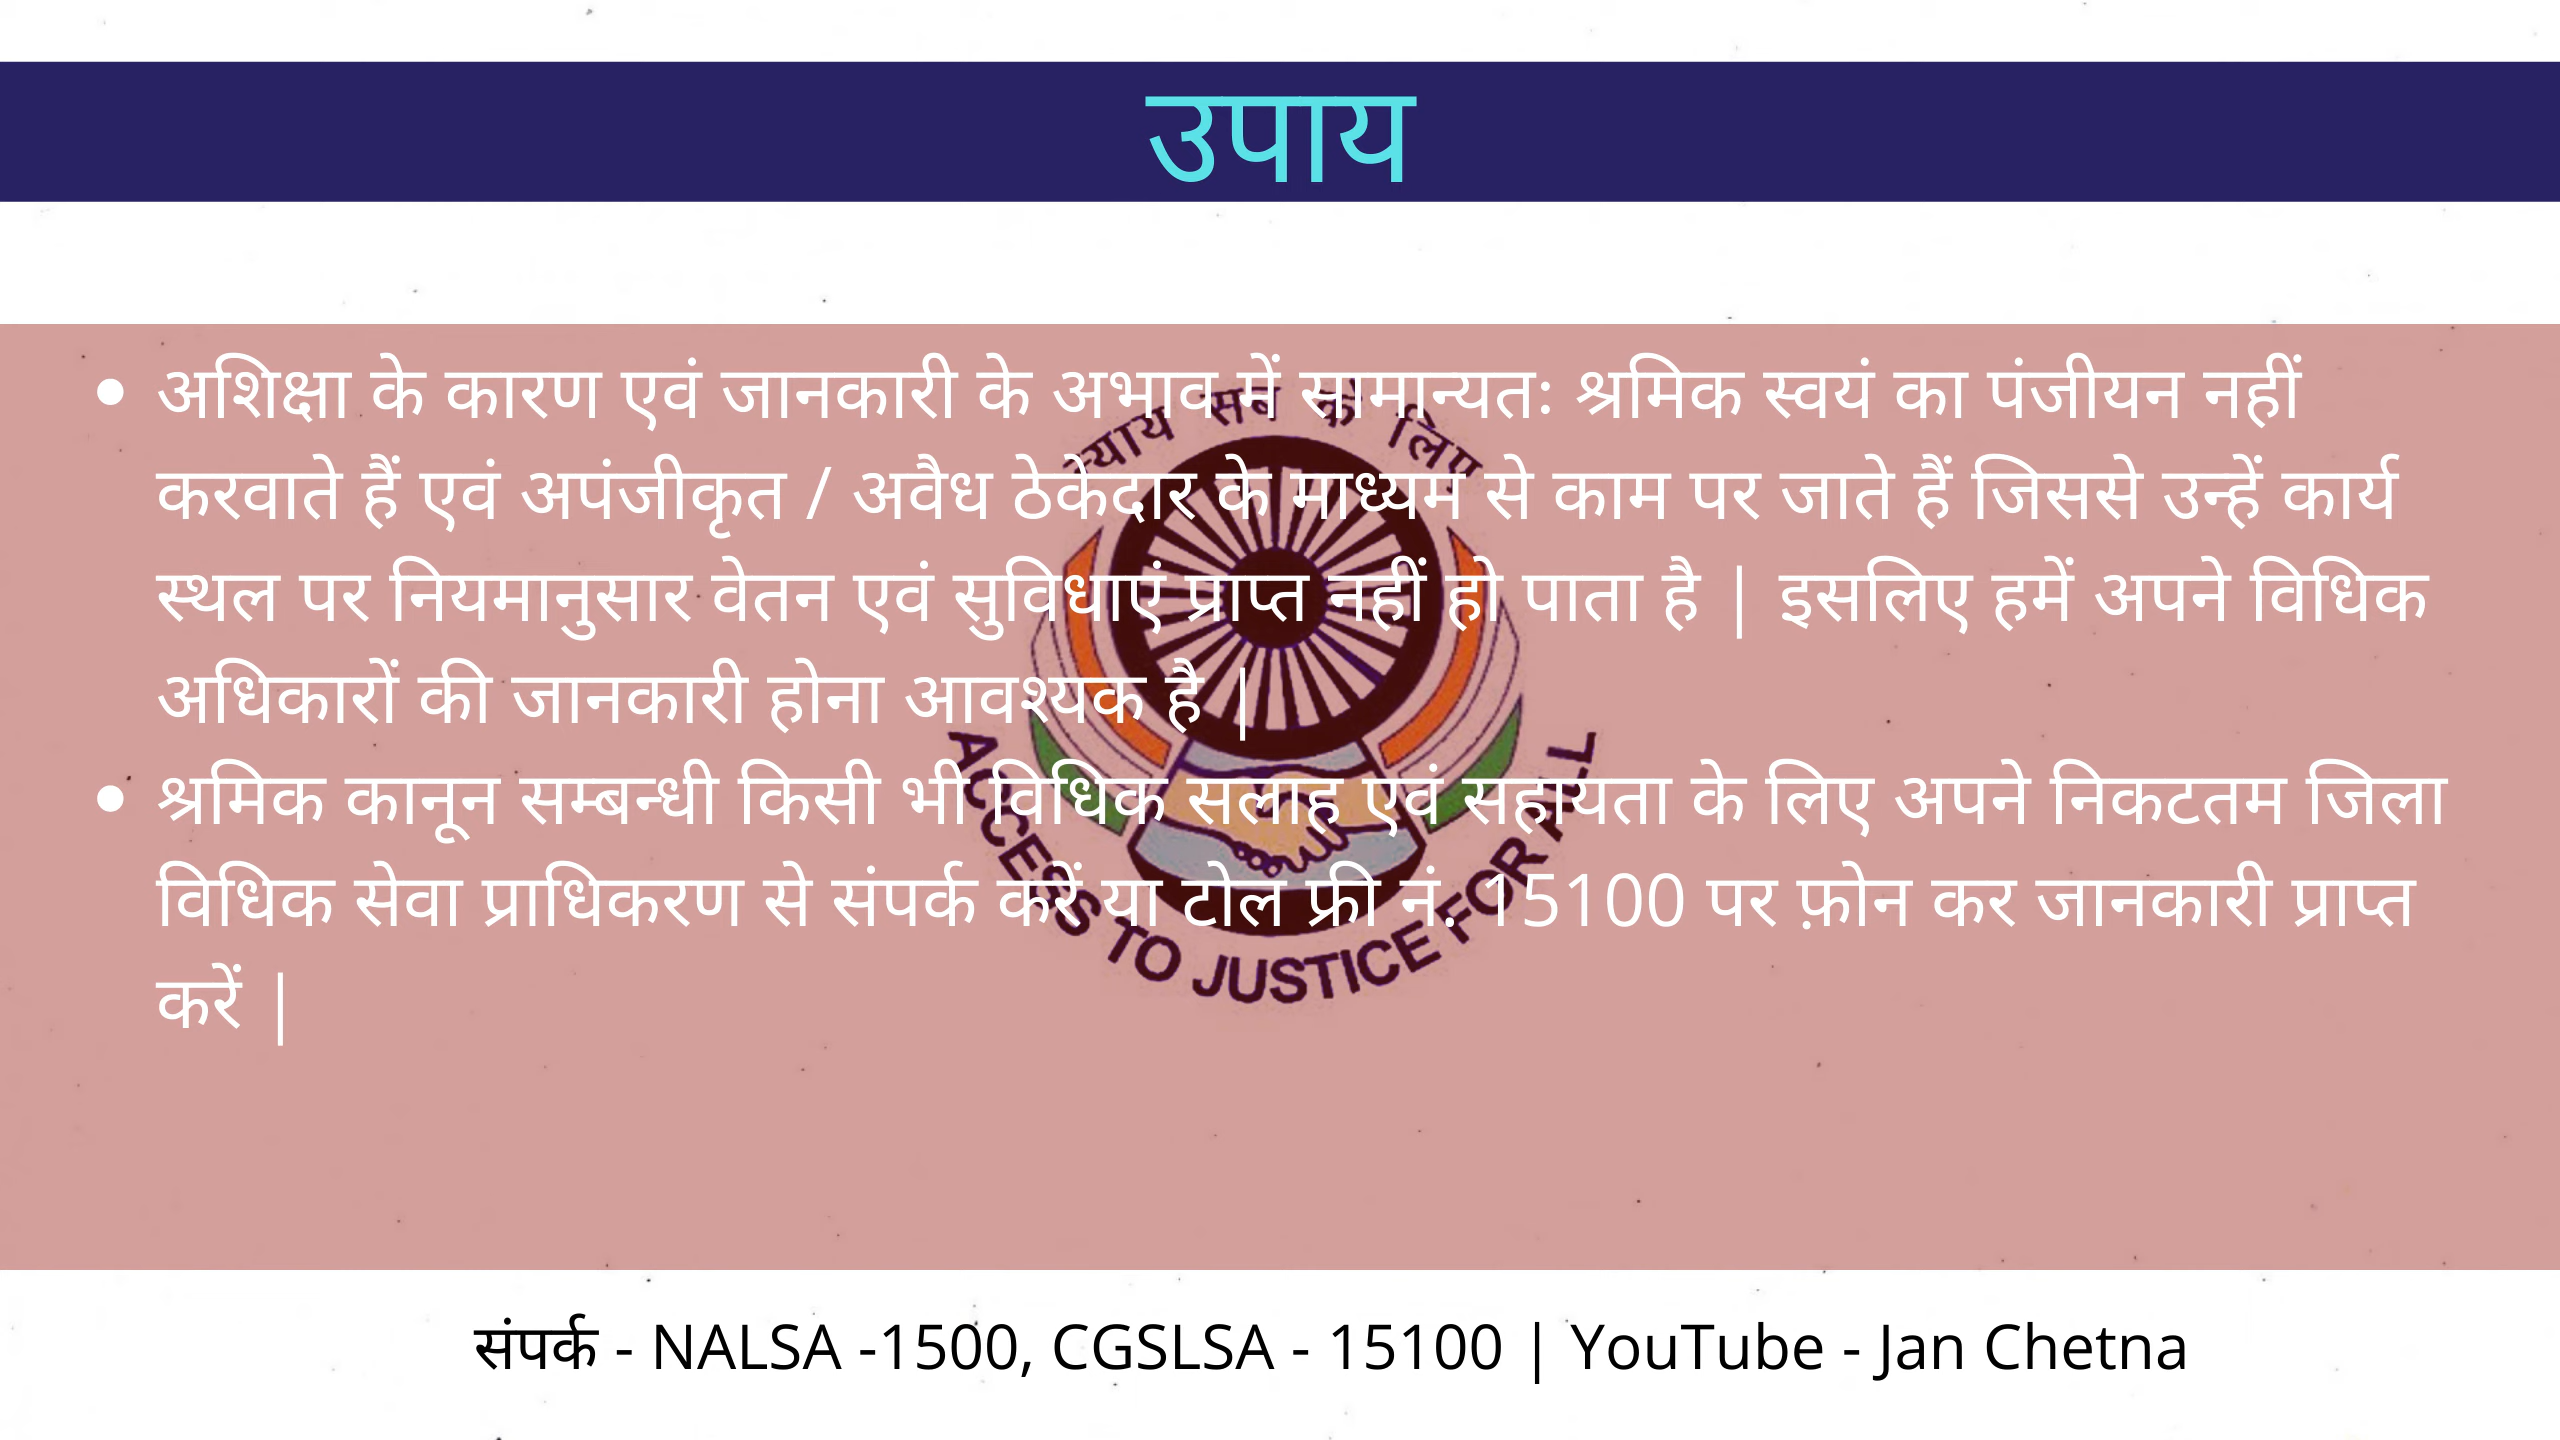 उपाय
• अशिक्षा के कारण एवं जानकारी के अभाव में सामान्यतः श्रमिक स्वयं का पंजीयन नहीं
करवाते हैं एवं अपंजीकृत / अवैध ठेकेदार के माध्यम से काम पर जाते हैं जिससे उन्हें कार्य
स्थल पर नियमानुसार वेतन एवं सुविधाएं प्राप्त नहीं हो पाता है | इसलिए हमें अपने विधिक
अधिकारों की जानकारी होना आवश्यक है |
• श्रमिक कानून सम्बन्धी किसी भी विधिक सलाह एवं सहायता के लिए अपने निकटतम जिला
विधिक सेवा प्राधिकरण से संपर्क करें या टोल फ्री नं. 15100 पर फ़ोन कर जानकारी प्राप्त
करें |
न्याय सब के लिए
ACCESS TO JUSTICE FOR ALL
संपर्क - NALSA -1500, CGSLSA - 15100 | YouTube - Jan Chetna